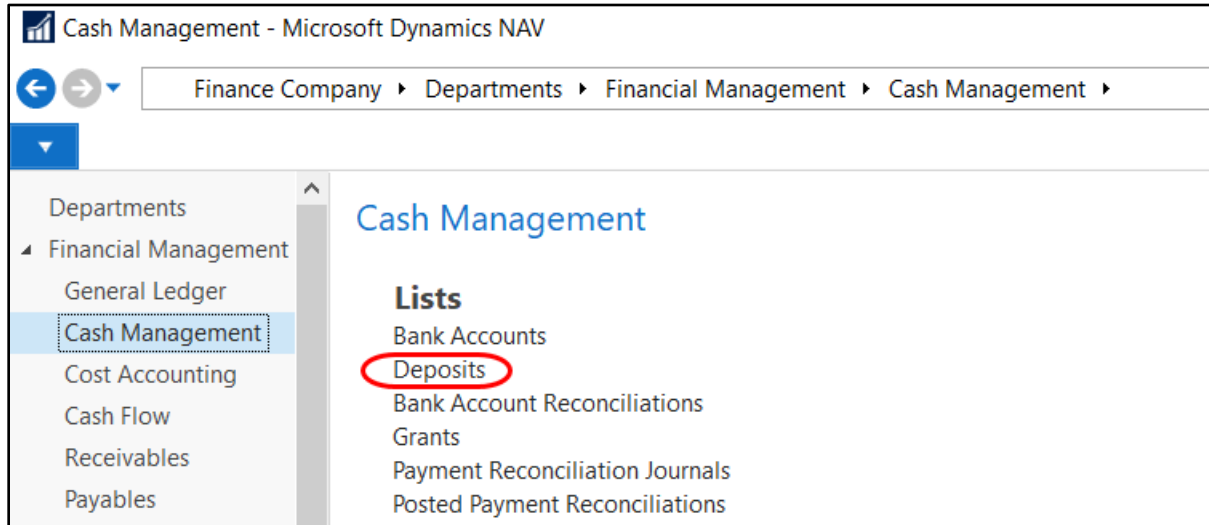 Cash Management - Microsoft Dynamics NAV
Finance Company Departments Financial Management Cash Management
Departments
Financial Management
General Ledger
Cash Management
Cost Accounting
Cash Flow
Receivables
Payables
Cash Management
Lists
Bank Accounts
Deposits
Bank Account Reconciliations
Grants
Payment Reconciliation Journals
Posted Payment Reconciliations